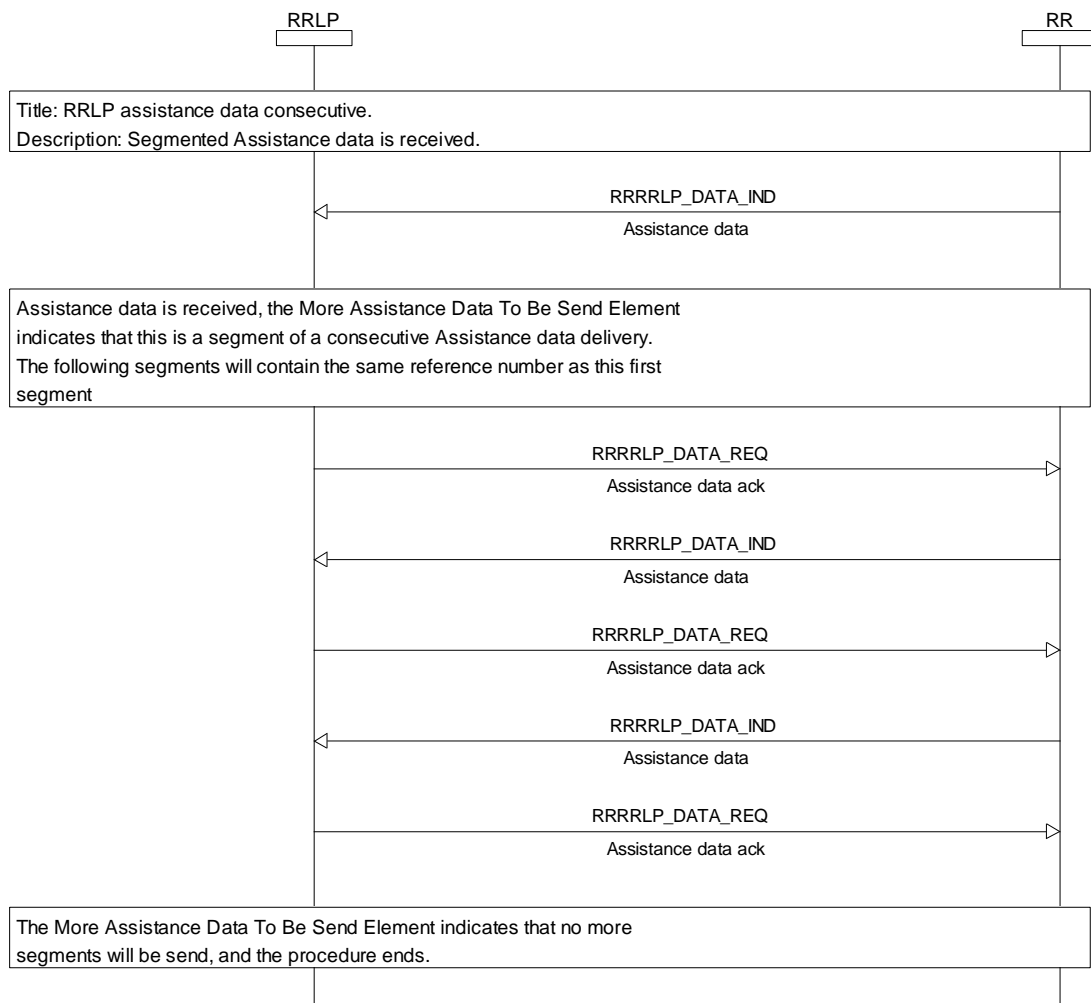 RRLP
RR
Title: RRLP assistance data consecutive.
Description: Segmented Assistance data is received.
RRRRLP_DATA_IND
Assistance data
Assistance data is received, the More Assistance Data To Be Send Element
indicates that this is a segment of a consecutive Assistance data delivery.
The following segments will contain the same reference number as this first
segment
RRRRLP_DATA_REQ
Assistance data ack
RRRRLP_DATA_IND
Assistance data
RRRRLP_DATA_REQ
Assistance data ack
RRRRLP_DATA_IND
Assistance data
RRRRLP_DATA_REQ
Assistance data ack
The More Assistance Data To Be Send Element indicates that no more
segments will be send, and the procedure ends.